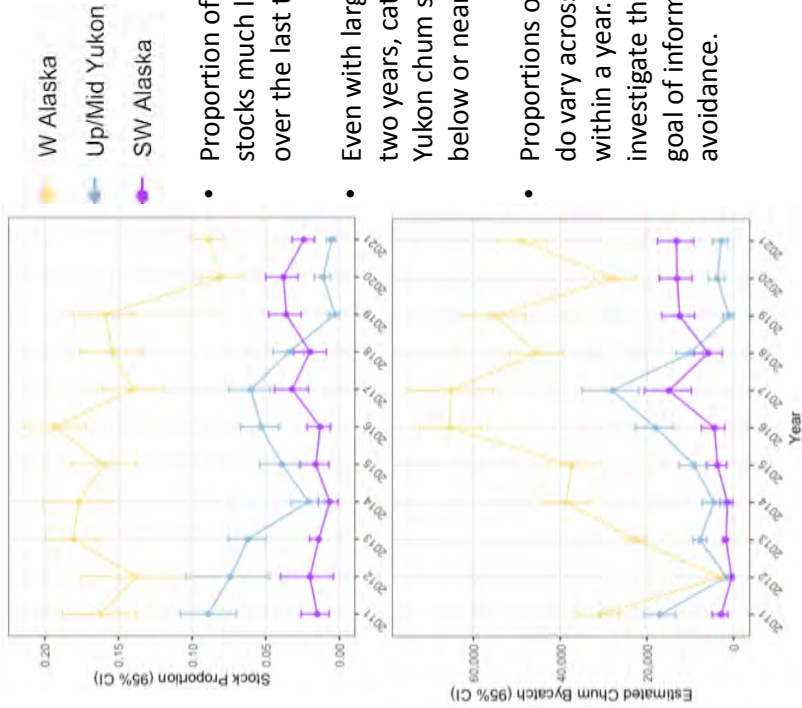 W Alaska
Up/Mid Yukon
SW Alaska
• Proportion of
stocks much l
over the last t
• Even with larg
two years, cat
Yukon chum s
below or near
• Proportions o
do vary across
within a year.
investigate th
goal of inform
avoidance.
Stock Proportion (95% CI)
0.20
0.15
0.10
0.05
0.00
2011 2012 2013 2014 2015 2016 2017 2018 2019 2020 2021
Estimated Chum Bycatch (95% CI)
60,000
40,000
20,000
0
2011 2012 2013 2014 2015 2016 2017 2018 2019 2020 2021
Year